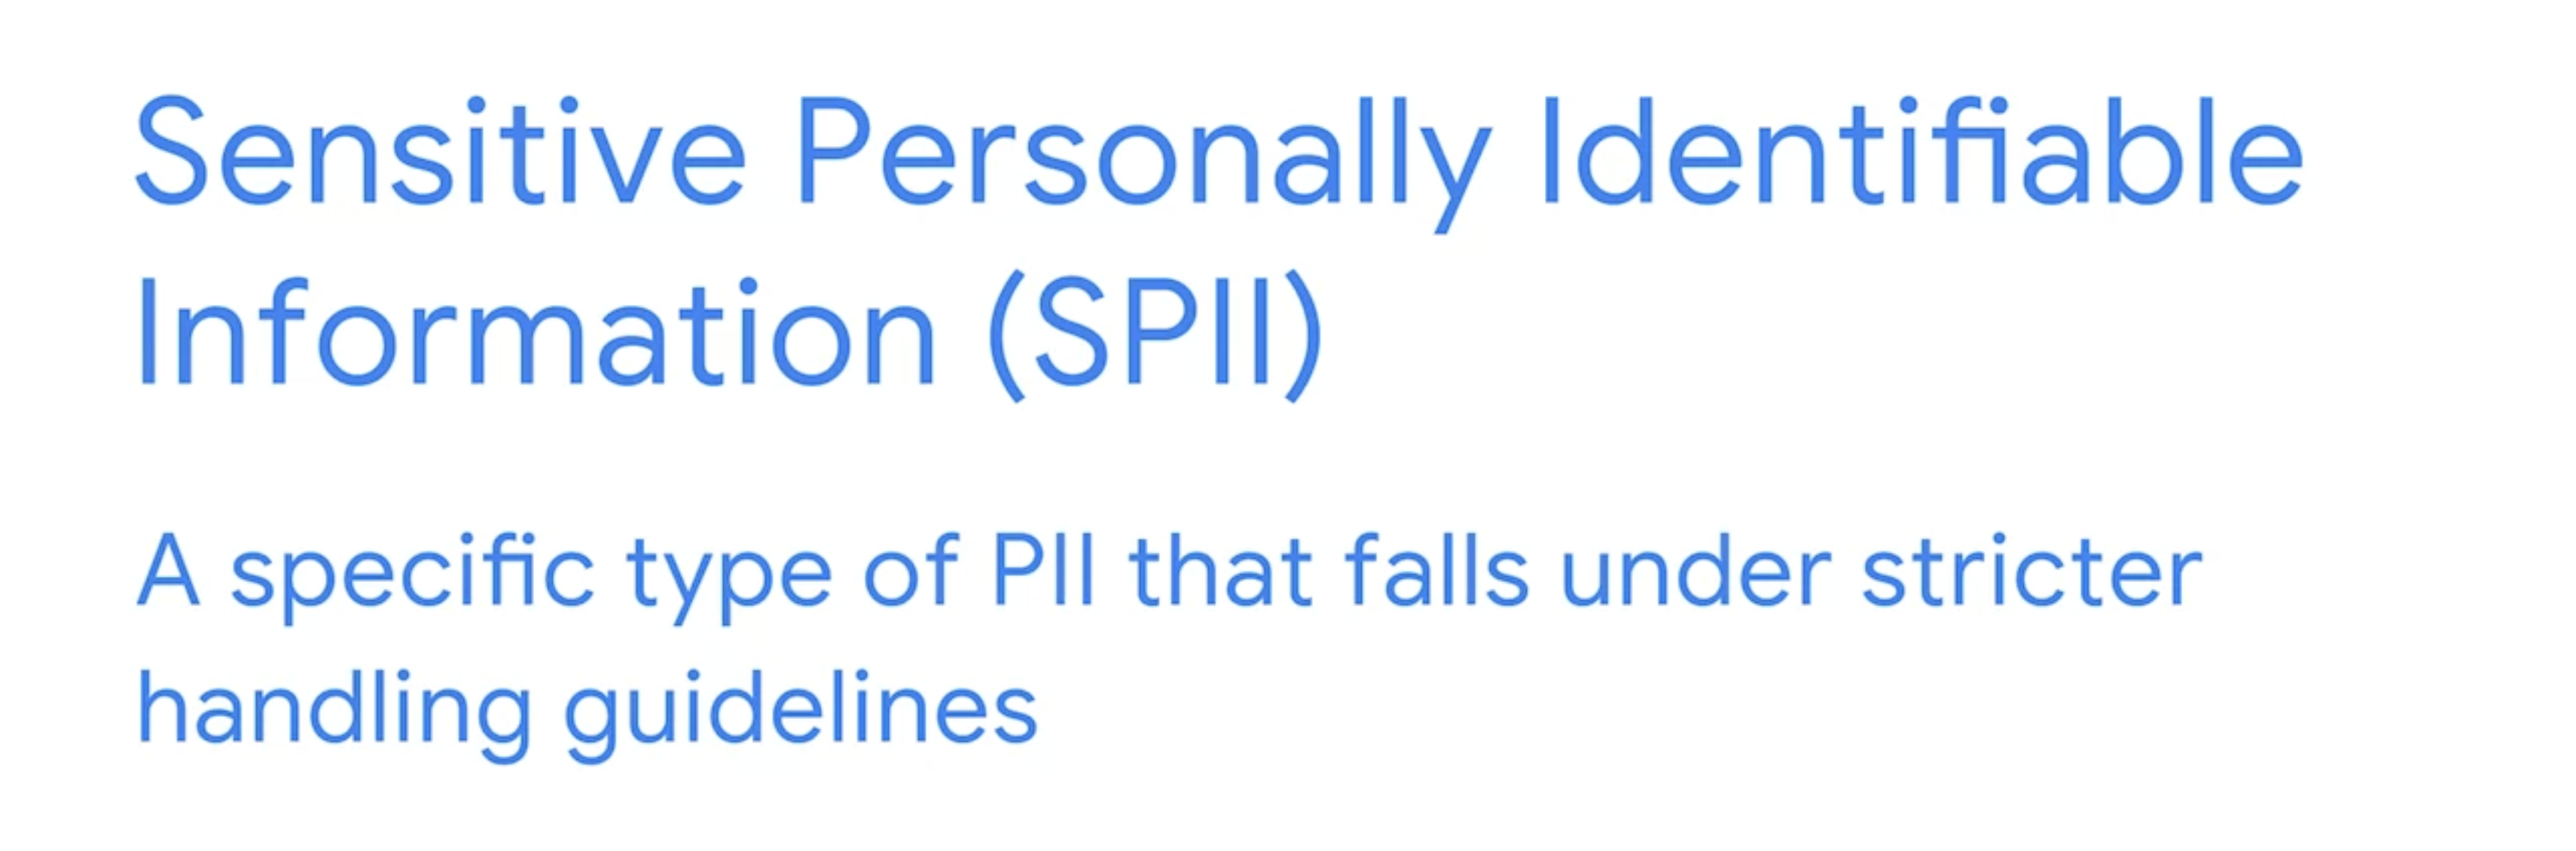 Sensitive Personally Identifiable
Information (SPII)
A specific type of PII that falls under stricter
handling guidelines